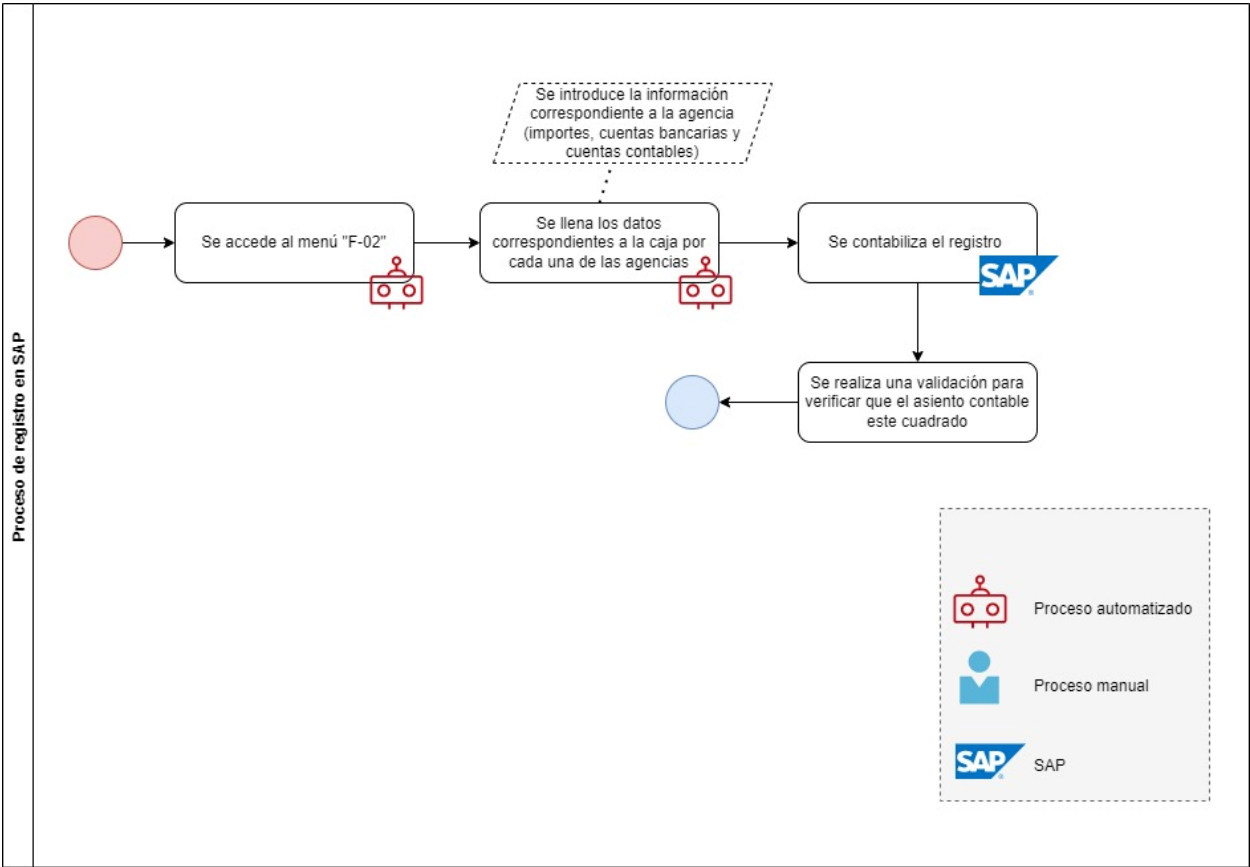 Proceso de registro en SAP
Se introduce la información
correspondiente a la agencia
(importes, cuentas bancarias y
cuentas contables)
Se accede al menú "F-02"
Se llena los datos
correspondientes a la caja por
cada una de las agencias
Se contabiliza el registro
SAP
Se realiza una validación para
verificar que el asiento contable
este cuadrado
Proceso automatizado
Proceso manual
SAP
SAP